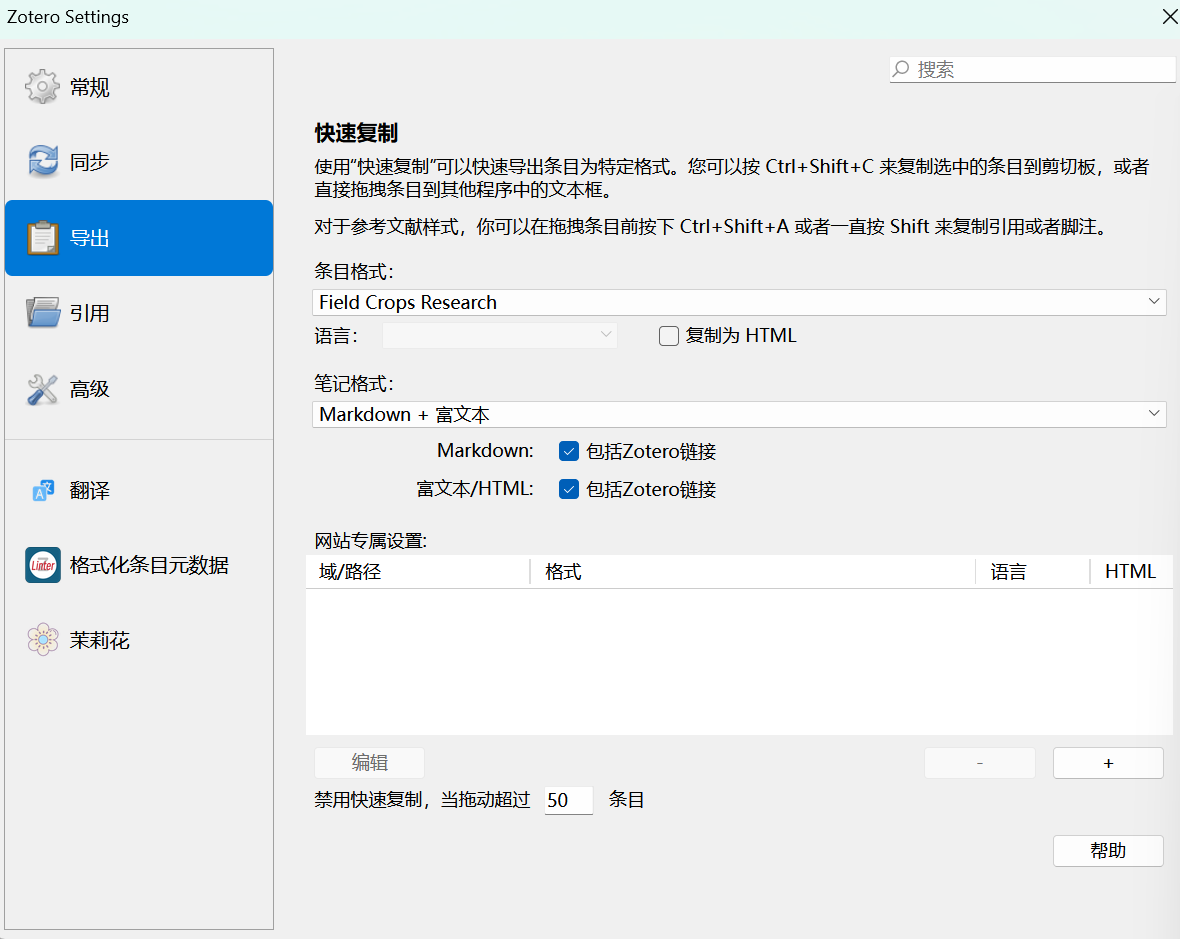 Zotero Settings
常规
同步
导出
引用
高级
翻译
Linter
格式化条目元数据
茉莉花
搜索
快速复制
使用“快速复制”可以快速导出条目为特定格式。您可以按 Ctrl+Shift+C 来复制选中的条目到剪切板，或者
直接拖拽条目到其他程序中的文本框。
对于参考文献样式，你可以在拖拽条目前按下 Ctrl+Shift+A 或者一直按 Shift 来复制引用或者脚注。
条目格式：
Field Crops Research
语言： 复制为 HTML
笔记格式：
Markdown + 富文本
Markdown: 包括Zotero链接
富文本/HTML: 包括Zotero链接
网站专属设置:
域/路径 格式 语言 HTML
编辑 - +
禁用快速复制，当拖动超过 50 条目
帮助